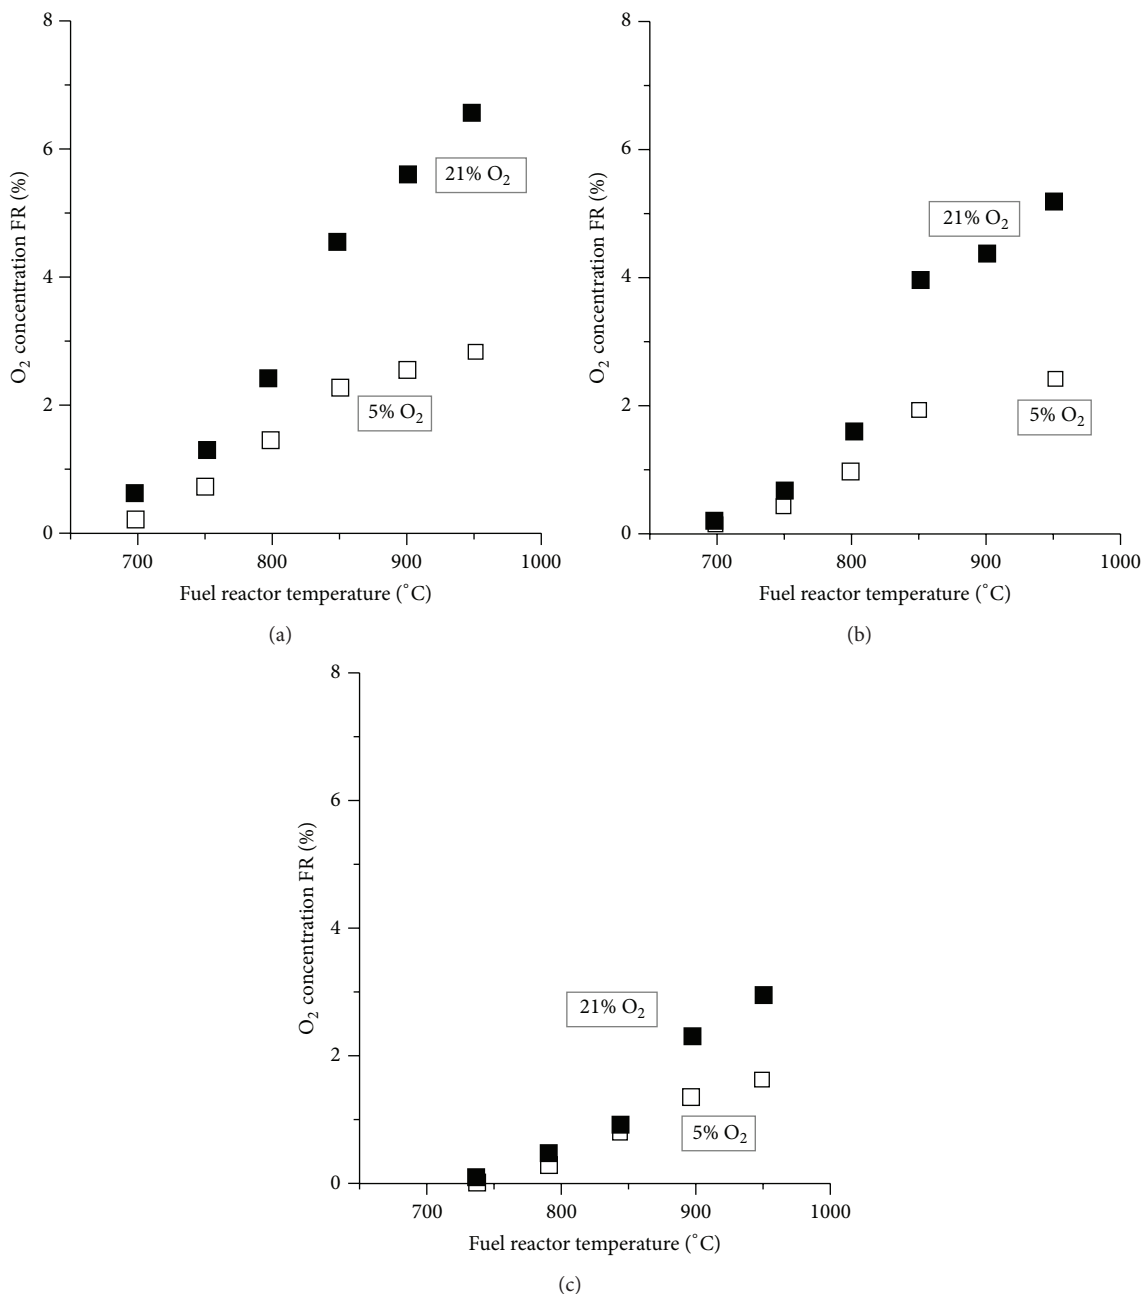 8
6
4
2
0
O2 concentration FR (%)
21% O2
5% O2
700
800
900
1000
Fuel reactor temperature (°C)
(a)
8
6
4
2
0
O2 concentration FR (%)
21% O2
5% O2
700
800
900
1000
Fuel reactor temperature (°C)
(b)
8
6
4
2
0
O2 concentration FR (%)
21% O2
5% O2
700
800
900
1000
Fuel reactor temperature (°C)
(c)